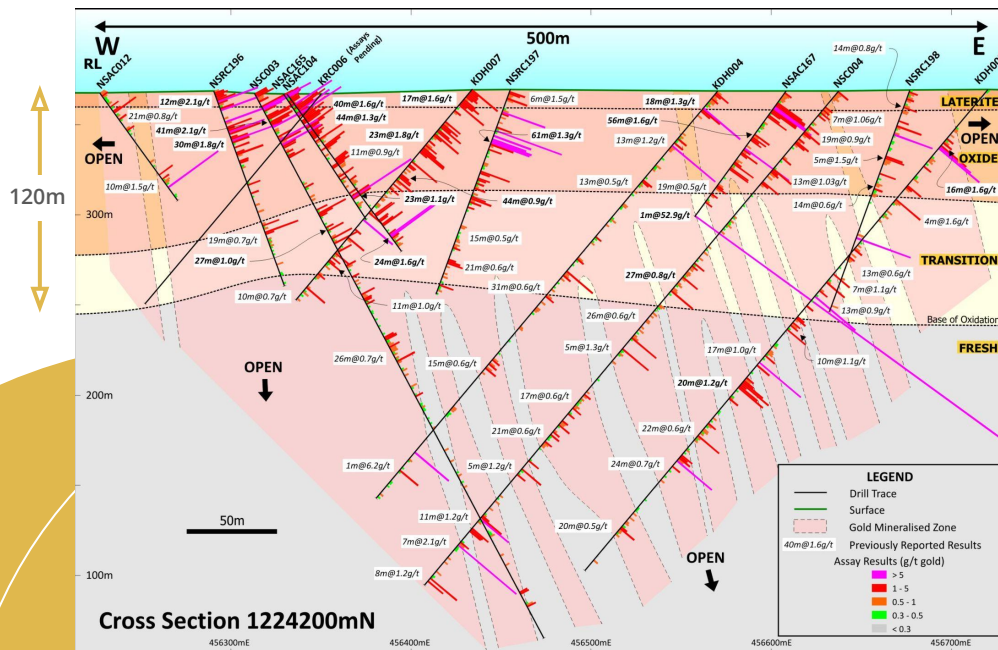 W
500m
E
RL
NSAC012
NSRC196
NSC003
NSAC165
NSAC104
KRC006 (Assays Pending)
KDH007
NSRC197
KDH004
NSAC167
NSC004
NSRC198
14m@0.8g/t
12m@2.1g/t
21m@0.8g/t
41m@2.1g/t
30m@1.8g/t
10m@1.5g/t
40m@1.6g/t
44m@1.3g/t
17m@1.6g/t
23m@1.8g/t
11m@0.9g/t
6m@1.5g/t
61m@1.3g/t
18m@1.3g/t
56m@1.6g/t
13m@1.2g/t
7m@1.06g/t
19m@0.9g/t
5m@1.5g/t
LATERITE
OPEN
OXIDE
OPEN
120m
300m
23m@1.1g/t
44m@0.9g/t
13m@0.5g/t
19m@0.5g/t
13m@1.03g/t
14m@0.6g/t
16m@1.6g/t
1m@52.9g/t
4m@1.6g/t
19m@0.7g/t
27m@1.0g/t
24m@1.6g/t
15m@0.5g/t
21m@0.6g/t
31m@0.6g/t
27m@0.8g/t
TRANSITION
13m@0.6g/t
7m@1.1g/t
13m@0.9g/t
10m@0.7g/t
11m@1.0g/t
26m@0.6g/t
Base of Oxidation
FRESH
OPEN
26m@0.7g/t
15m@0.6g/t
5m@1.3g/t
17m@1.0g/t
10m@1.1g/t
20m@1.2g/t
200m
17m@0.6g/t
21m@0.6g/t
22m@0.6g/t
1m@6.2g/t
5m@1.2g/t
24m@0.7g/t
50m
11m@1.2g/t
7m@2.1g/t
20m@0.5g/t
8m@1.2g/t
100m
OPEN
LEGEND
Drill Trace
Surface
Gold Mineralised Zone
40m@1.6g/t Previously Reported Results
Assay Results (g/t gold)
> 5
1 - 5
0.5 - 1
0.3 - 0.5
< 0.3
Cross Section 1224200mN
456300mE
456400mE
456500mE
456600mE
456700mE